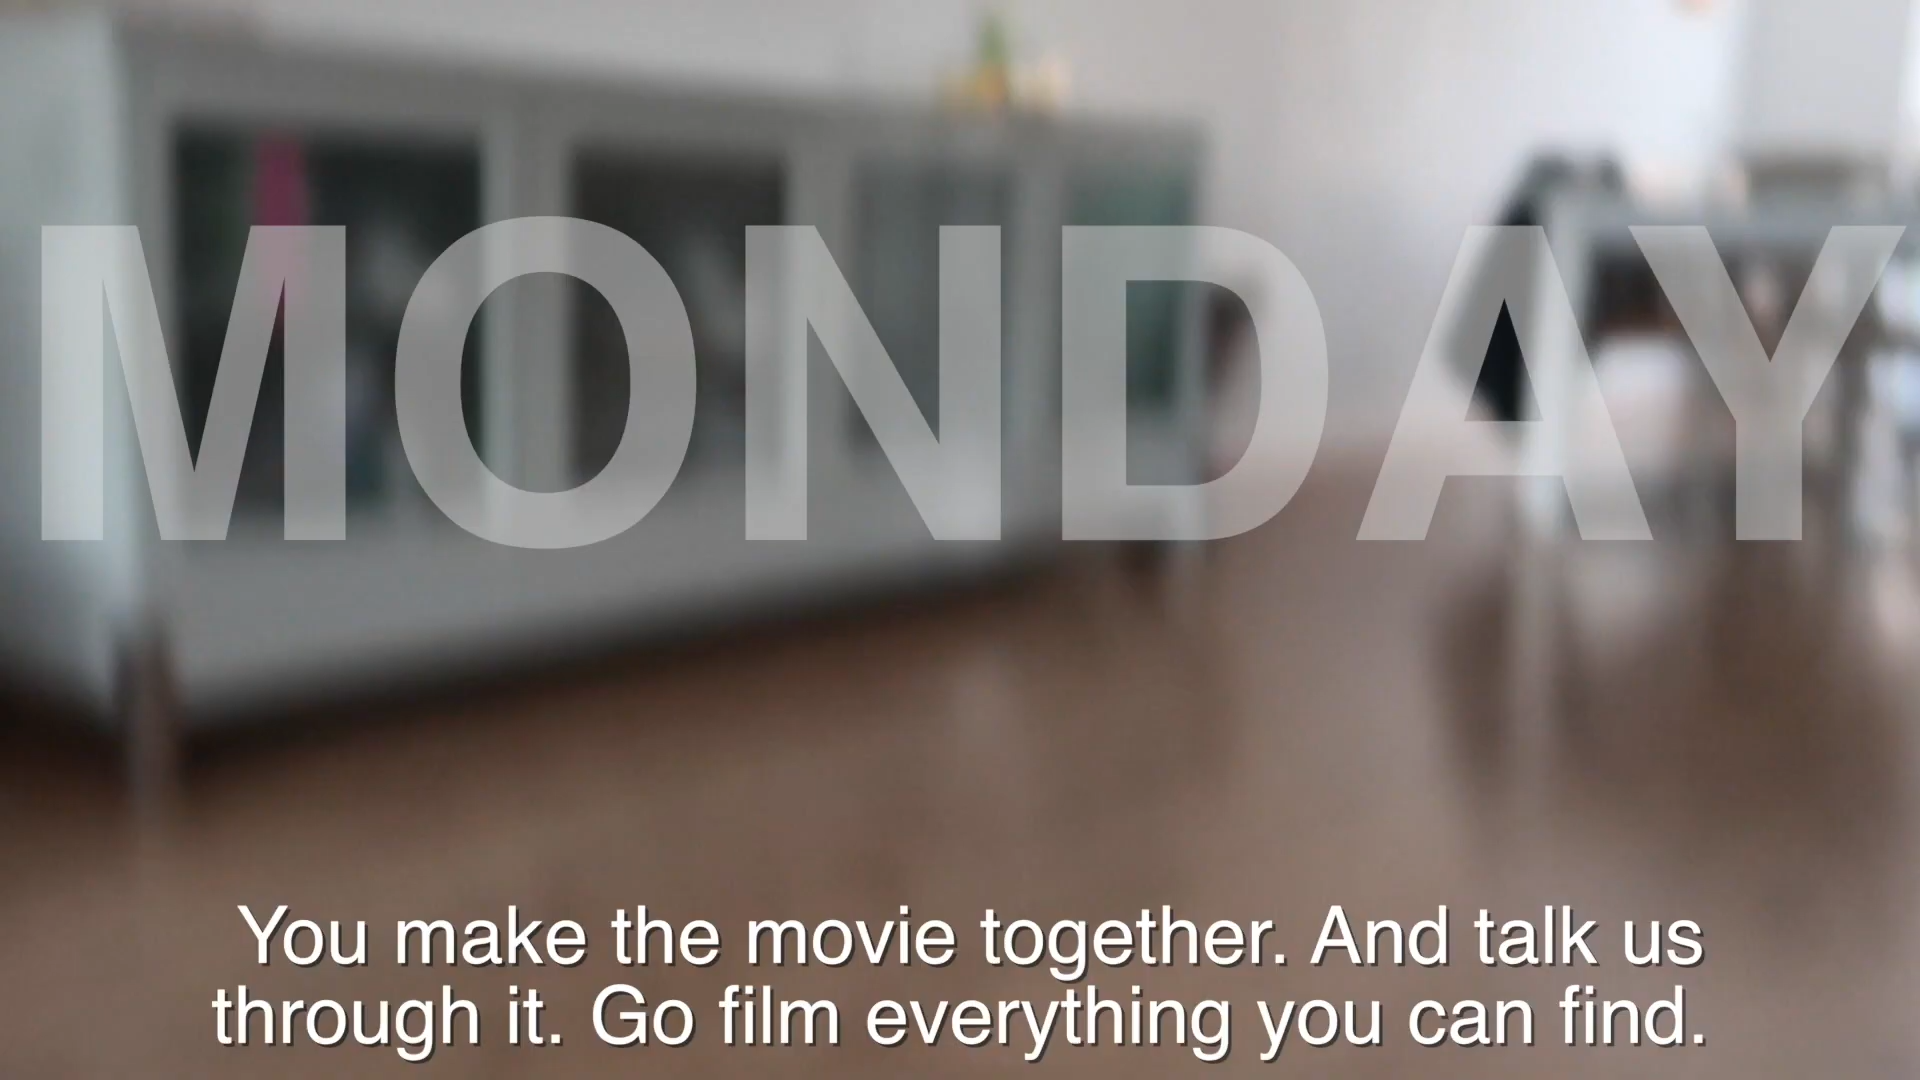 MONDAY
You make the movie together. And talk us
through it. Go film everything you can find.